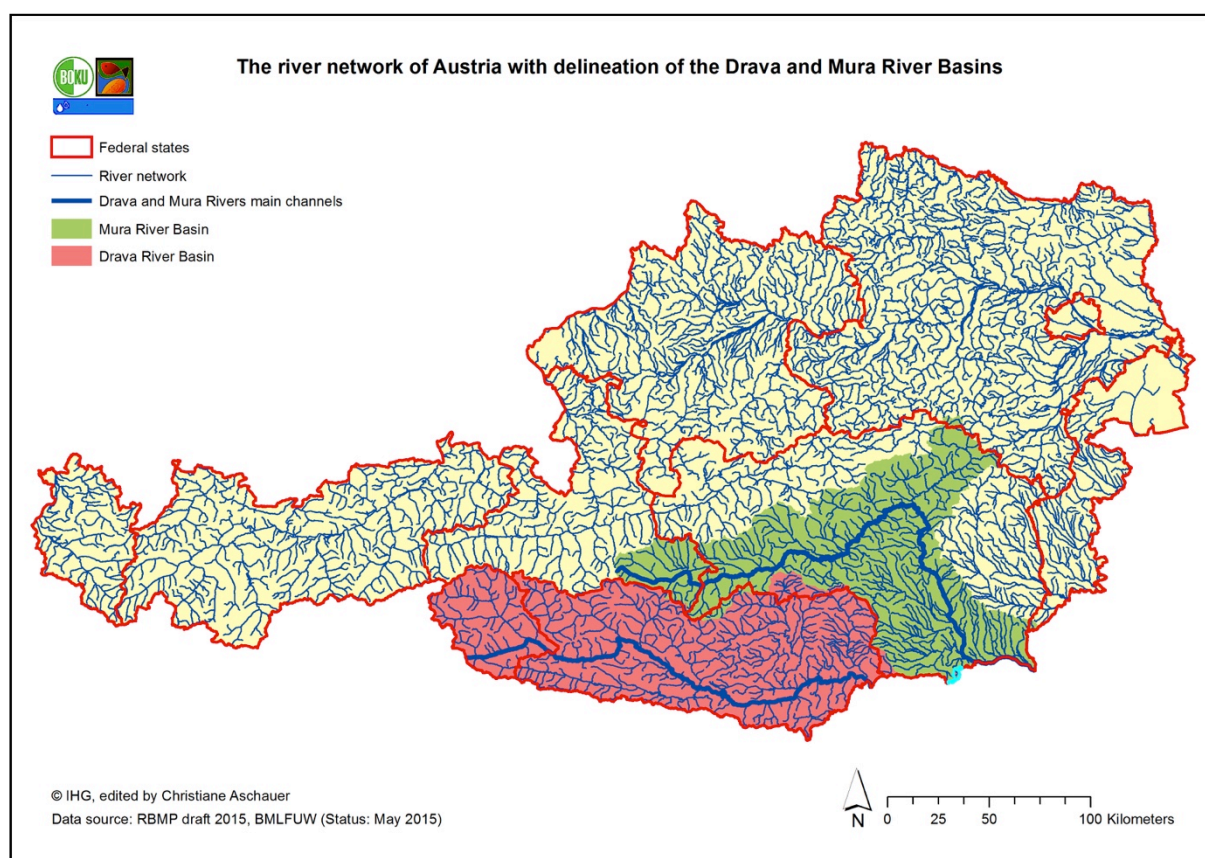 BOKU
The river network of Austria with delineation of the Drava and Mura River Basins
Federal states
River network
Drava and Mura Rivers main channels
Mura River Basin
Drava River Basin
© IHG, edited by Christiane Aschauer
Data source: RBMP draft 2015, BMLFUW (Status: May 2015)
N
0 25 50 100 Kilometers